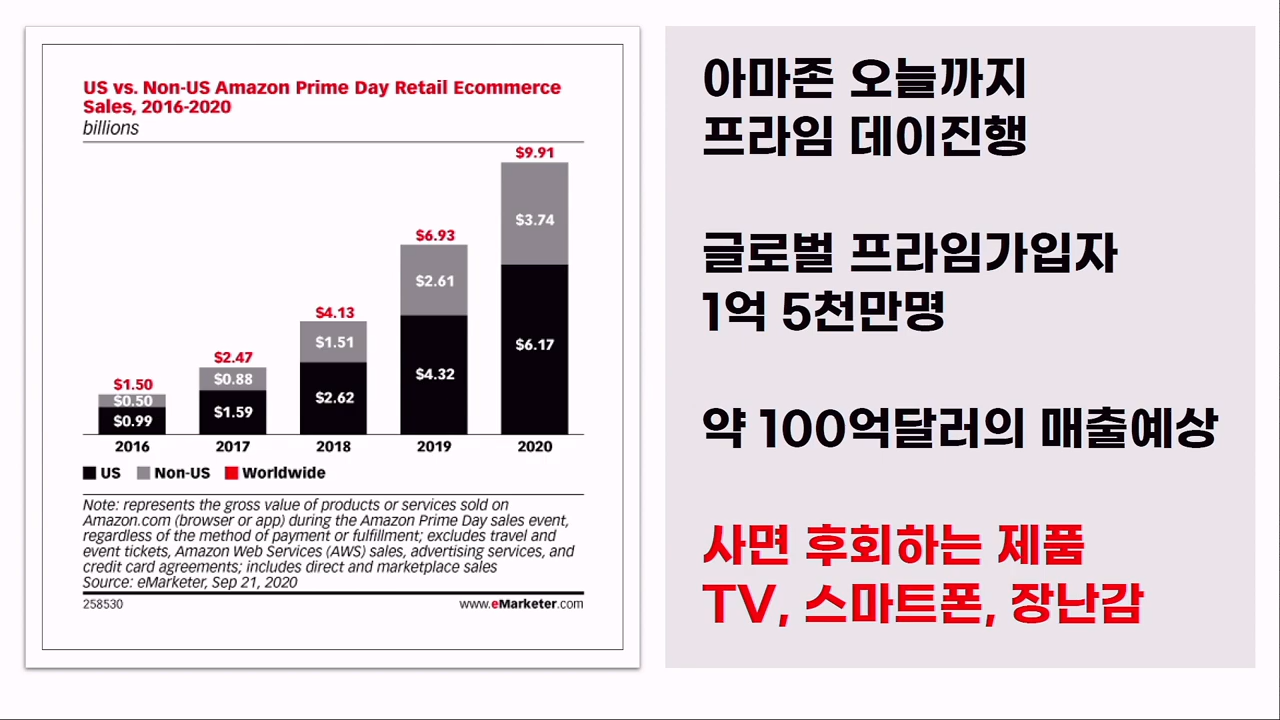 US vs. Non-US Amazon Prime Day Retail Ecommerce
Sales, 2016-2020
billions
$9.91
$3.74
$6.93
$2.61
$6.17
$4.13
$1.51
$4.32
$2.47
$0.88
$2.62
$1.50
$0.50
$1.59
$0.99
2016 2017 2018 2019 2020
US Non-US Worldwide
Note: represents the gross value of products or services sold on
Amazon.com (browser or app) during the Amazon Prime Day sales event,
regardless of the method of payment or fulfillment; excludes travel and
event tickets, Amazon Web Services (AWS) sales, advertising services, and
credit card agreements; includes direct and marketplace sales
Source: eMarketer, Sep 21, 2020
258530 www.eMarketer.com
아마존 오늘까지
프라임 데이진행
글로벌 프라임가입자
1억 5천만명
약 100억달러의 매출예상
사면 후회하는 제품
TV, 스마트폰, 장난감